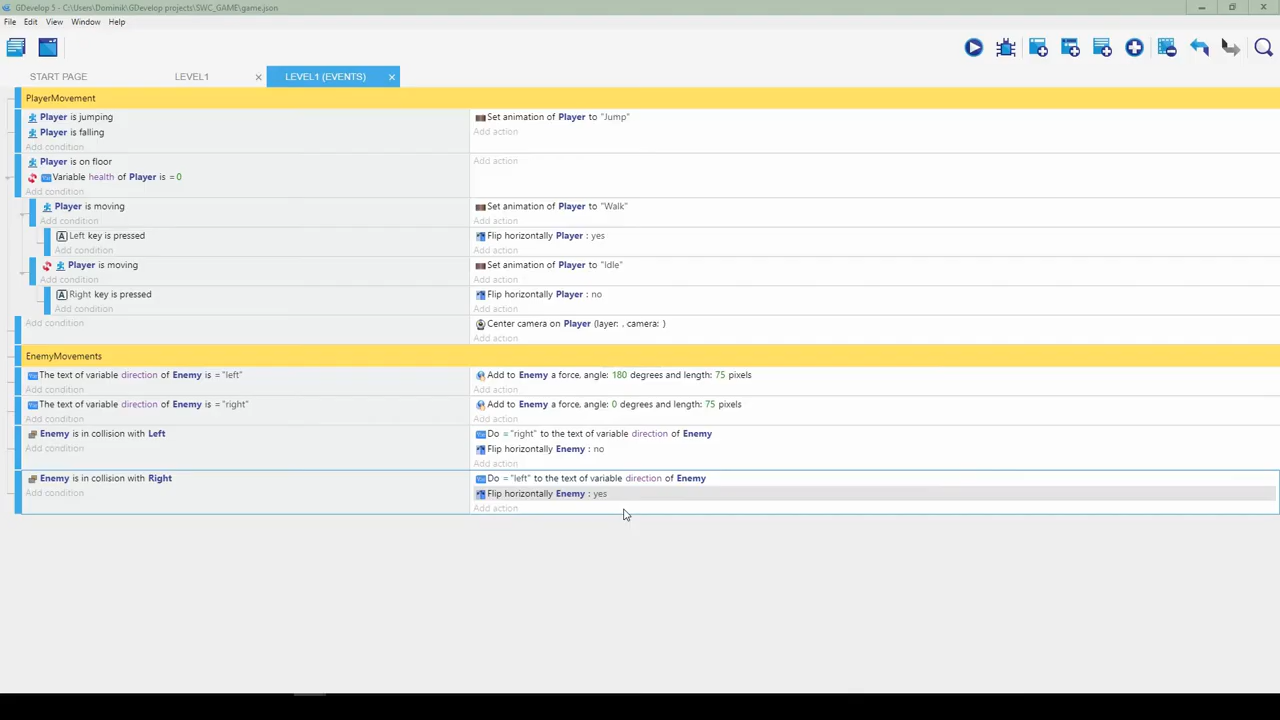 GDevelop 5 - C:\Users\Dominik\GDevelop projects\SWC_GAME\game.json
File Edit View Window Help
START PAGE LEVEL1 × LEVEL1 (EVENTS) ×
PlayerMovement
Player is jumping Set animation of Player to "Jump"
Player is falling Add action
Add condition
Player is on floor Add action
Variable health of Player is = 0
Add condition
Player is moving Set animation of Player to "Walk"
Add condition Add action
Left key is pressed Flip horizontally Player : yes
Add condition Add action
Player is moving Set animation of Player to "Idle"
Add condition Add action
Right key is pressed Flip horizontally Player : no
Add condition Add action
Add condition Center camera on Player (layer: , camera: )
Add action
EnemyMovements
The text of variable direction of Enemy is = "left" Add to Enemy a force, angle: 180 degrees and length: 75 pixels
Add condition Add action
The text of variable direction of Enemy is = "right" Add to Enemy a force, angle: 0 degrees and length: 75 pixels
Add condition Add action
Enemy is in collision with Left Do = "right" to the text of variable direction of Enemy
Add condition Flip horizontally Enemy : no
Add action
Enemy is in collision with Right Do = "left" to the text of variable direction of Enemy
Add condition Flip horizontally Enemy : yes
Add action